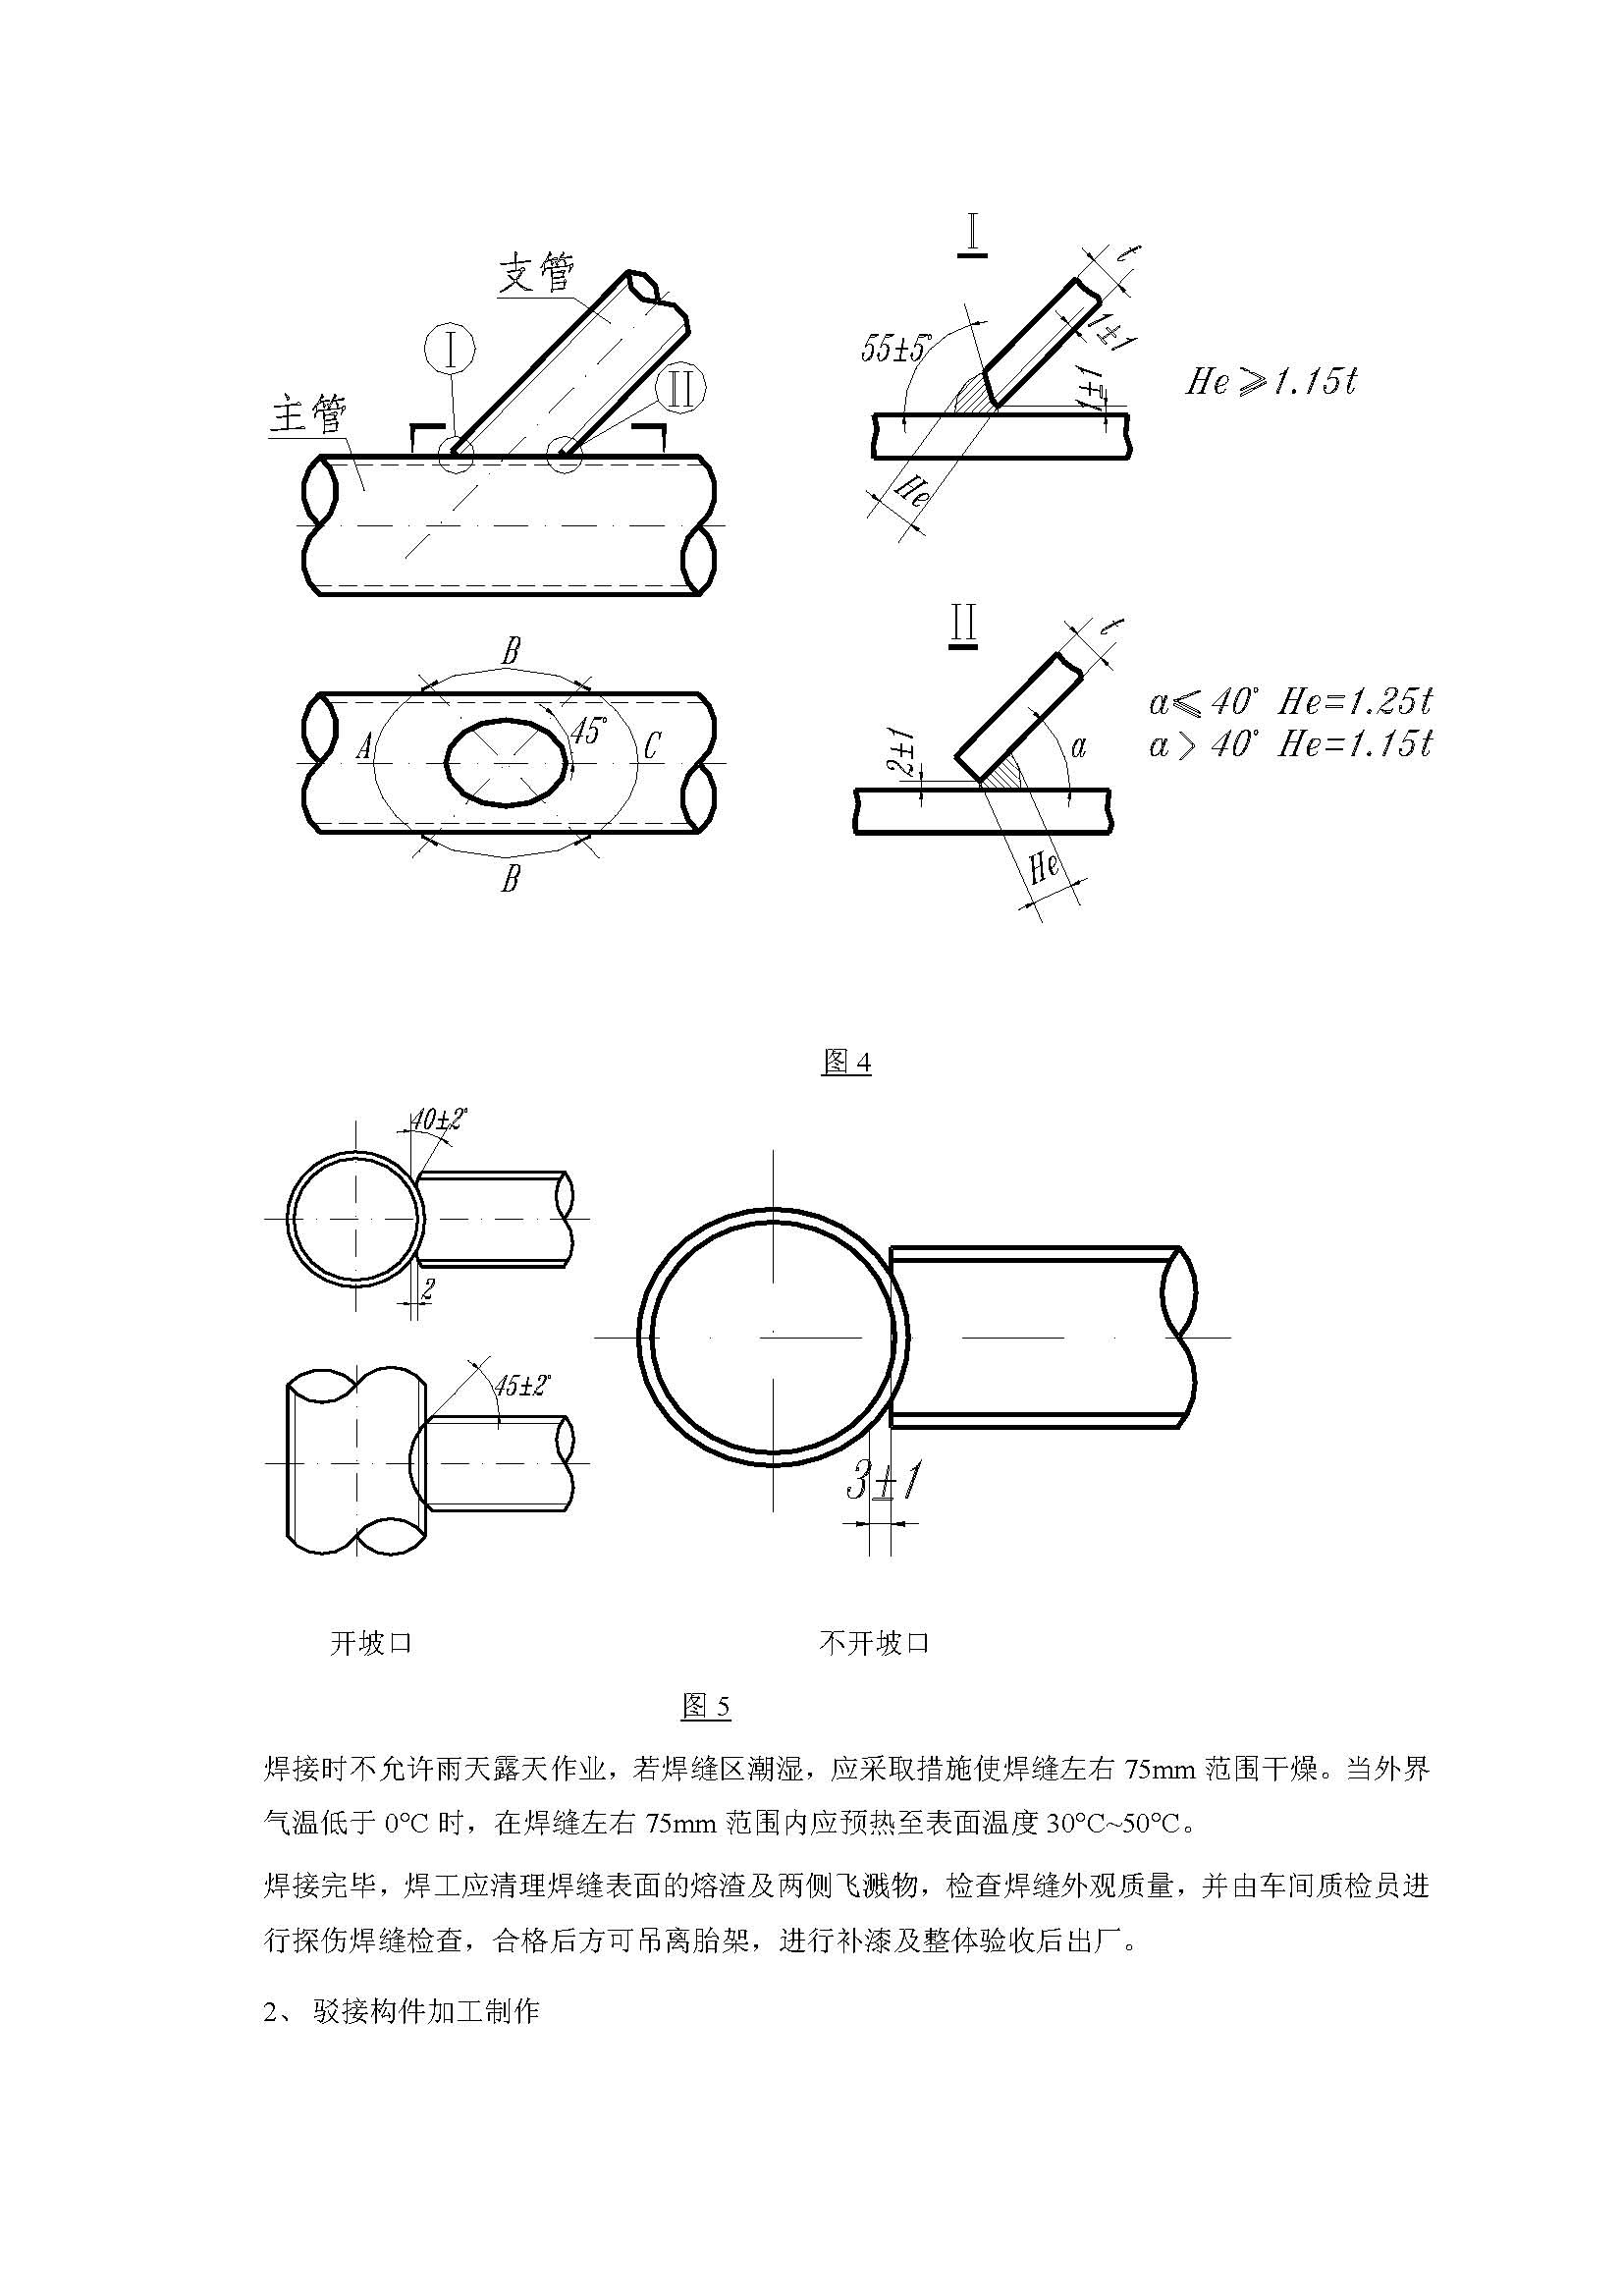 支管
主管
I
II
B
A
45°
C
B
I
t
55±5°
1±1
1±1
He≥1.15t
He
II
t
2±1
a
a≤40° He=1.25t
a>40° He=1.15t
He
图 4
40±2°
2
45±2°
3±1
开坡口 不开坡口
图 5
焊接时不允许雨天露天作业，若焊缝区潮湿，应采取措施使焊缝左右 75mm 范围干燥。当外界
气温低于 0°C 时，在焊缝左右 75mm 范围内应预热至表面温度 30°C~50°C。
焊接完毕，焊工应清理焊缝表面的熔渣及两侧飞溅物，检查焊缝外观质量，并由车间质检员进
行探伤焊缝检查，合格后方可吊离胎架，进行补漆及整体验收后出厂。
2、 驳接构件加工制作